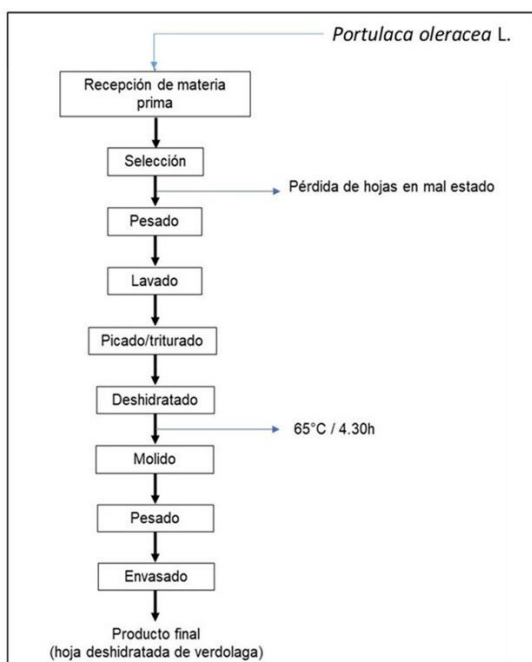 Portulaca oleracea L.
Recepción de materia
prima
Selección
Pérdida de hojas en mal estado
Pesado
Lavado
Picado/triturado
Deshidratado
65°C / 4.30h
Molido
Pesado
Envasado
Producto final
(hoja deshidratada de verdolaga)